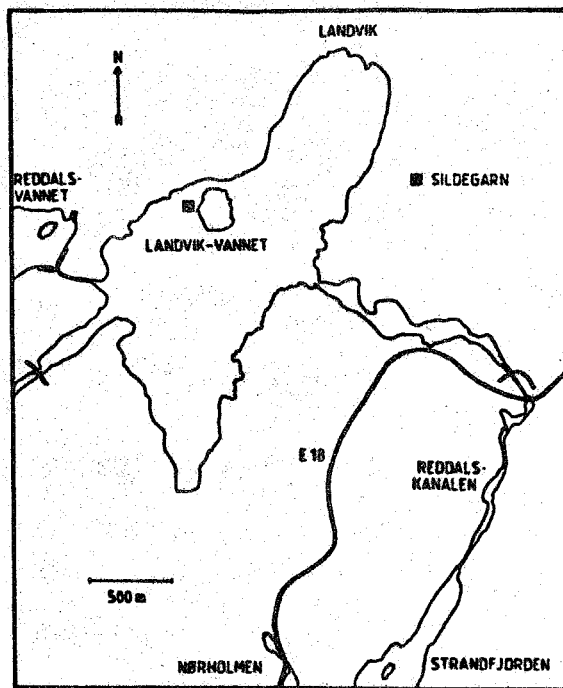 LANDVIK
N
REDDALS-
VANNET
SILDEGARN
LANDVIK-VANNET
E 18
REDDALS-
KANALEN
500 m
NØRHOLMEN
STRANDFJORDEN